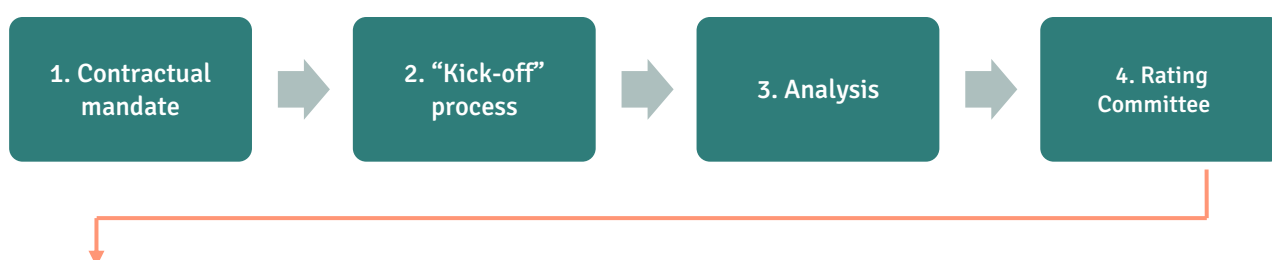 1. Contractual
mandate
2. “Kick-off”
process
3. Analysis
4. Rating
Committee